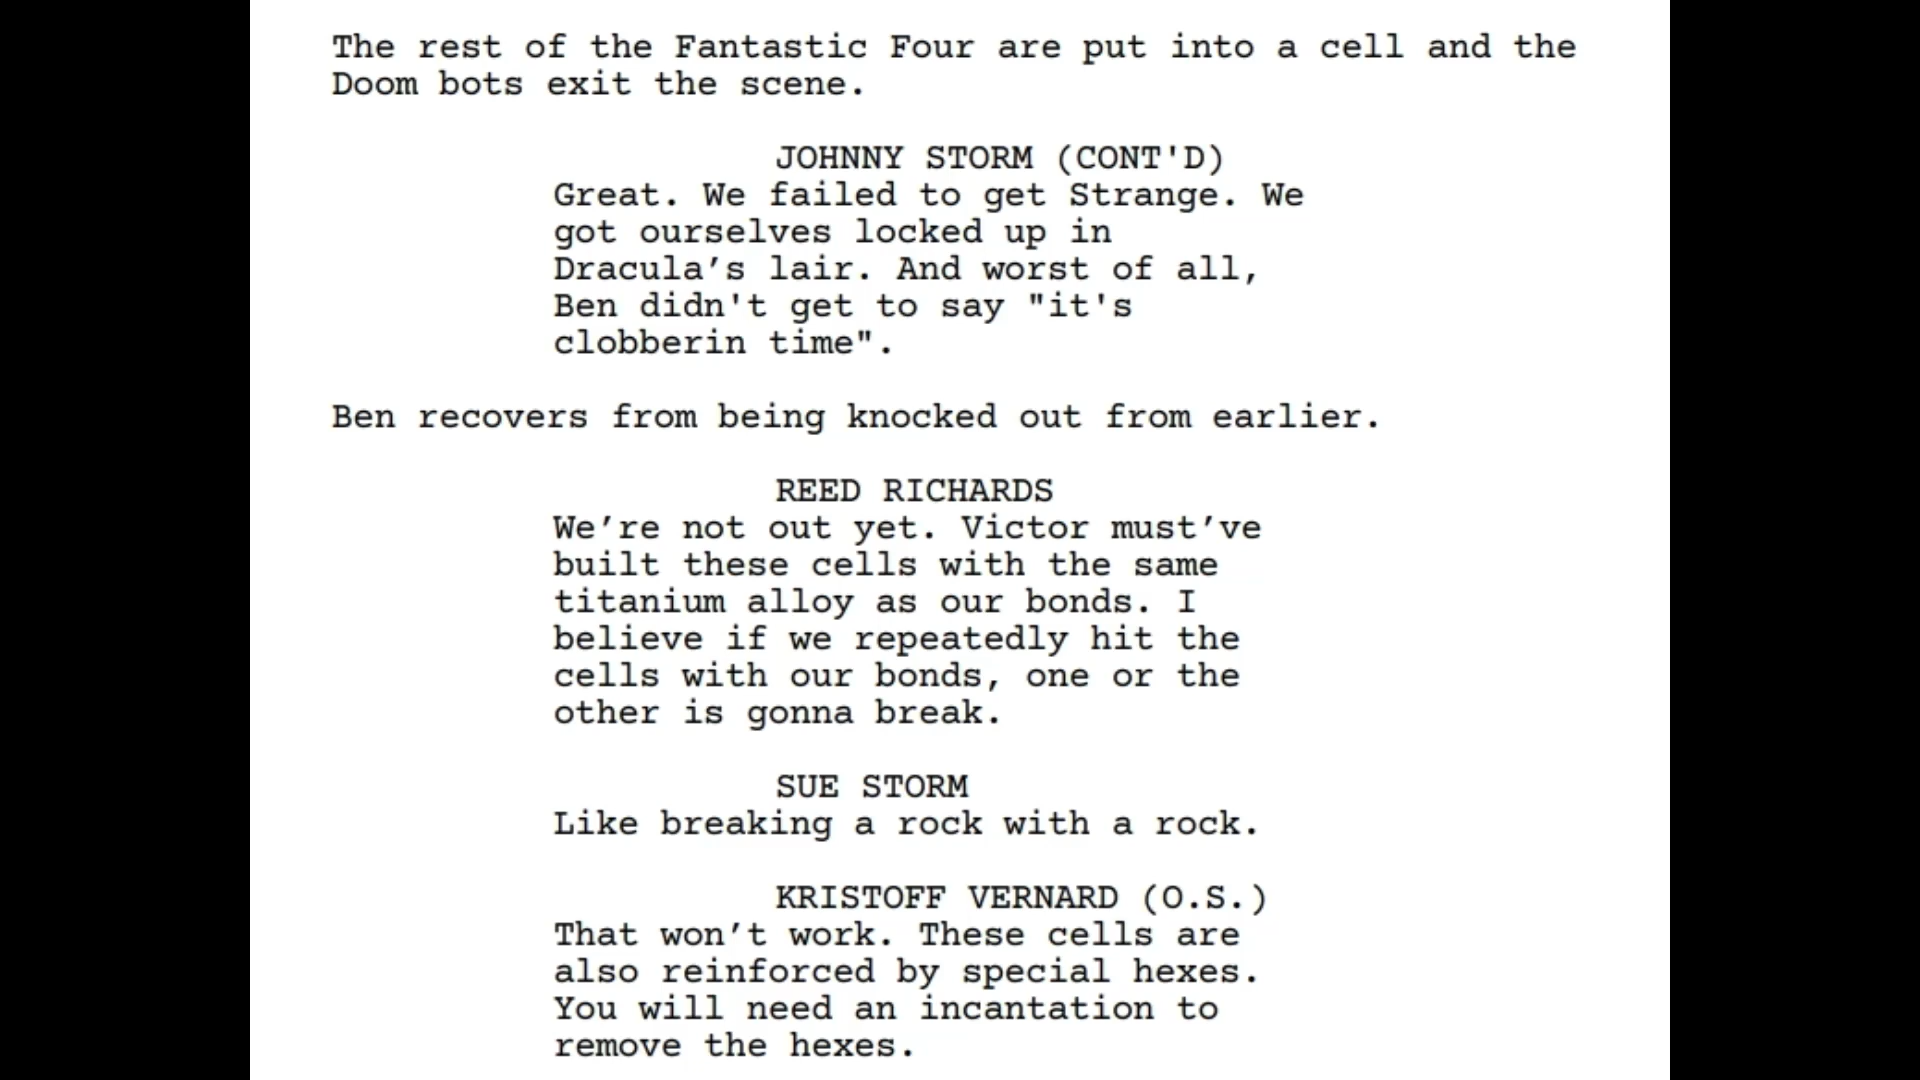 The rest of the Fantastic Four are put into a cell and the
Doom bots exit the scene.
JOHNNY STORM (CONT'D)
Great. We failed to get Strange. We
got ourselves locked up in
Dracula’s lair. And worst of all,
Ben didn't get to say "it's
clobberin time".
Ben recovers from being knocked out from earlier.
REED RICHARDS
We’re not out yet. Victor must’ve
built these cells with the same
titanium alloy as our bonds. I
believe if we repeatedly hit the
cells with our bonds, one or the
other is gonna break.
SUE STORM
Like breaking a rock with a rock.
KRISTOFF VERNARD (O.S.)
That won’t work. These cells are
also reinforced by special hexes.
You will need an incantation to
remove the hexes.